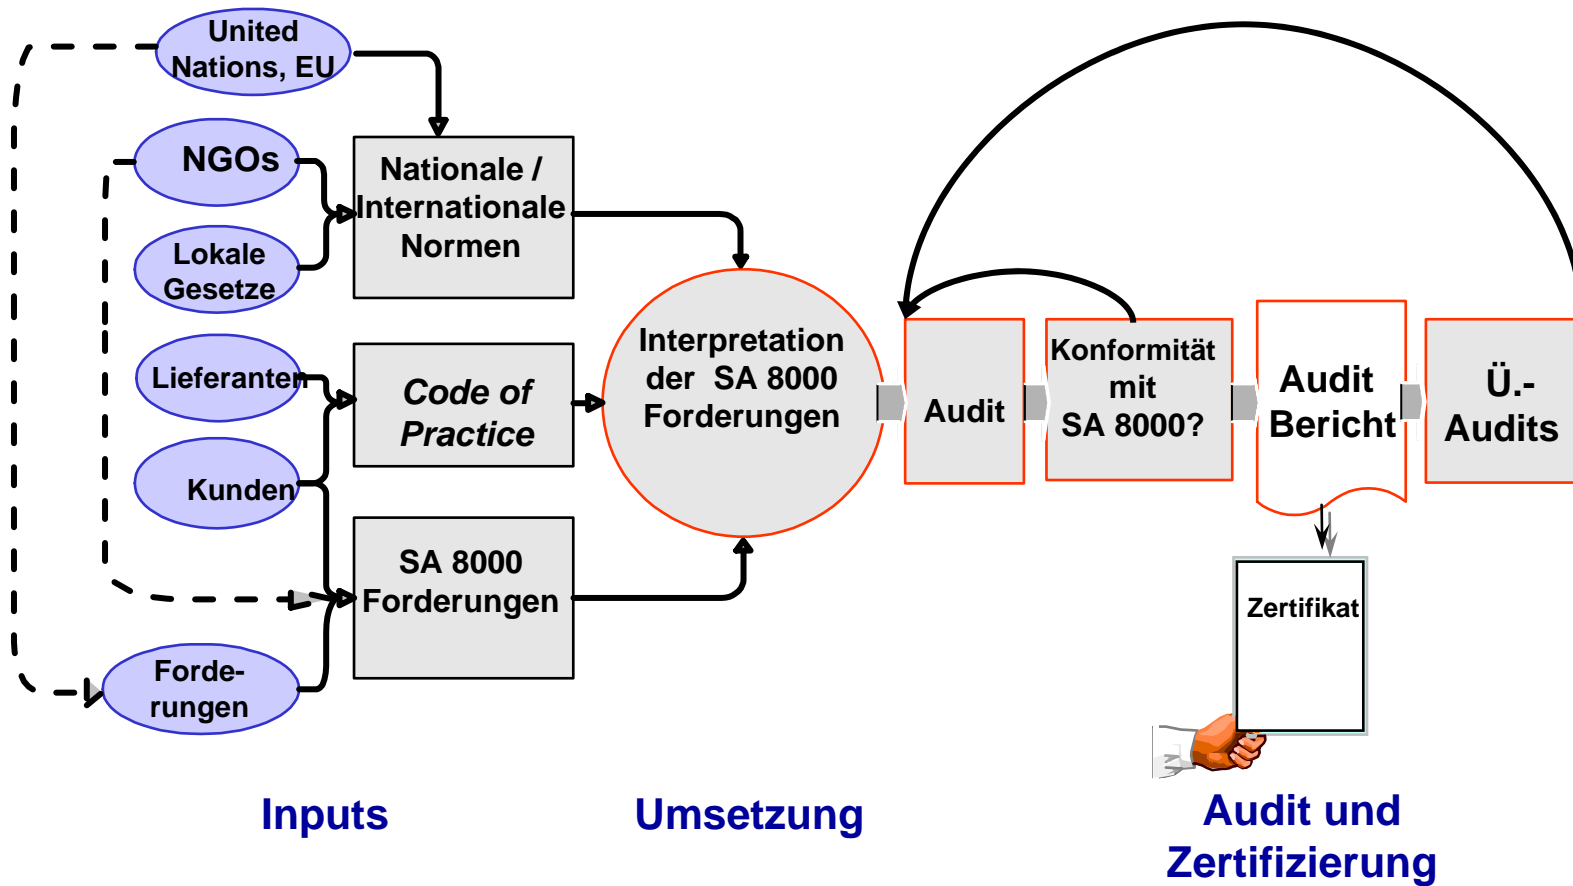 United
Nations, EU
NGOs
Lokale
Gesetze
Lieferanten
Kunden
Forde-
rungen
Nationale /
Internationale
Normen
Code of
Practice
SA 8000
Forderungen
Interpretation
der SA 8000
Forderungen
Audit
Konformität
mit
SA 8000?
Audit
Bericht
Ü.-
Audits
Zertifikat
Inputs
Umsetzung
Audit und
Zertifizierung